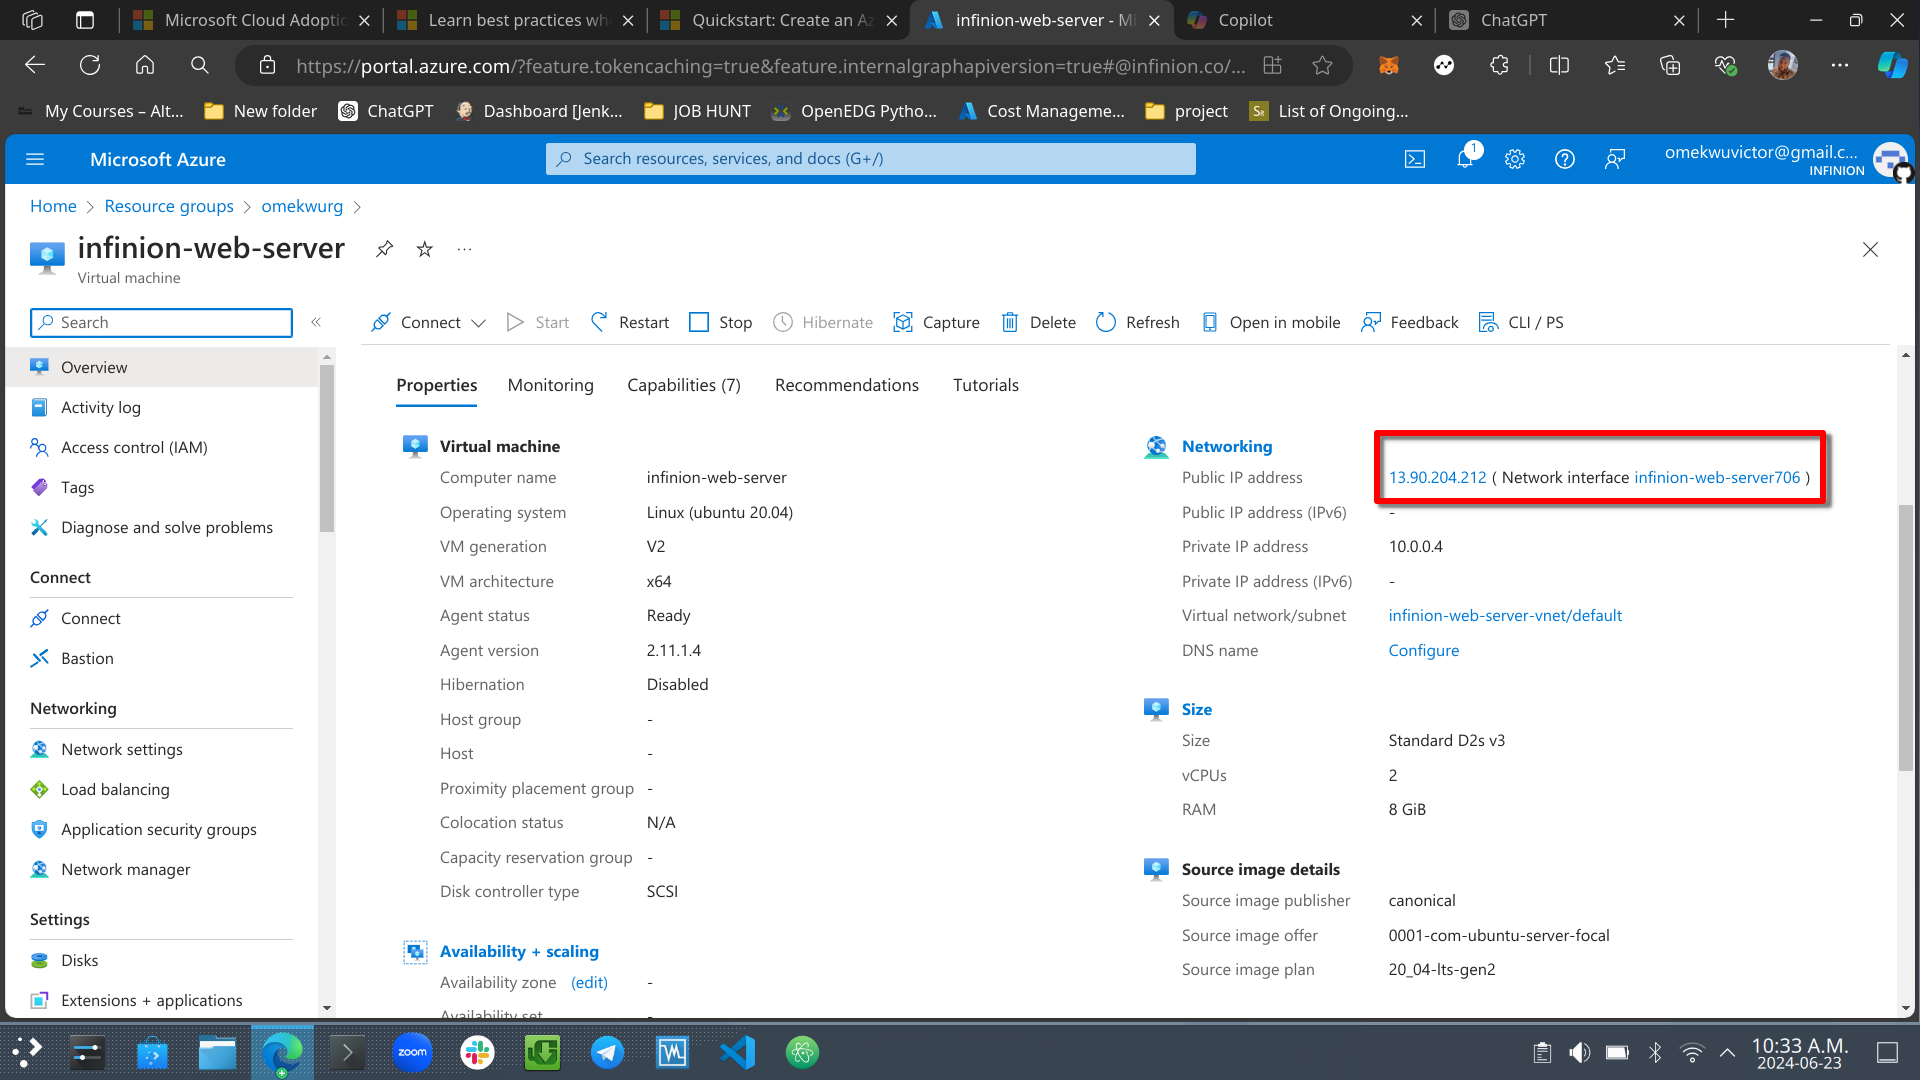 Microsoft Cloud Adoptic
Learn best practices wh
Quickstart: Create an Az
infinion-web-server - Mi
Copilot
ChatGPT
https://portal.azure.com/?feature.tokencaching=true&feature.internalgraphapiversion=true#@infinion.co/...
My Courses – Alt...
New folder
ChatGPT
Dashboard [Jenk...
JOB HUNT
OpenEDG Pytho...
Cost Manageme...
project
SR
List of Ongoing...
Microsoft Azure
Search resources, services, and docs (G+/)
1
omekwuvictor@gmail.c...
INFINION
Home > Resource groups > omekwurg >
infinion-web-server
Virtual machine
Search
Connect
Start
Restart
Stop
Hibernate
Capture
Delete
Refresh
Open in mobile
Feedback
CLI / PS
Overview
Activity log
Access control (IAM)
Tags
Diagnose and solve problems
Connect
Connect
Bastion
Networking
Network settings
Load balancing
Application security groups
Network manager
Settings
Disks
Extensions + applications
Properties
Monitoring
Capabilities (7)
Recommendations
Tutorials
Virtual machine
Computer name infinion-web-server
Operating system Linux (ubuntu 20.04)
VM generation V2
VM architecture x64
Agent status Ready
Agent version 2.11.1.4
Hibernation Disabled
Host group -
Host -
Proximity placement group -
Colocation status N/A
Capacity reservation group -
Disk controller type SCSI
Availability + scaling
Availability zone (edit) -
Availability set -
Networking
Public IP address 13.90.204.212 ( Network interface infinion-web-server706 )
Public IP address (IPv6) -
Private IP address 10.0.0.4
Private IP address (IPv6) -
Virtual network/subnet infinion-web-server-vnet/default
DNS name Configure
Size
Size Standard D2s v3
vCPUs 2
RAM 8 GiB
Source image details
Source image publisher canonical
Source image offer 0001-com-ubuntu-server-focal
Source image plan 20_04-lts-gen2
zoom
10:33 A.M.
2024-06-23